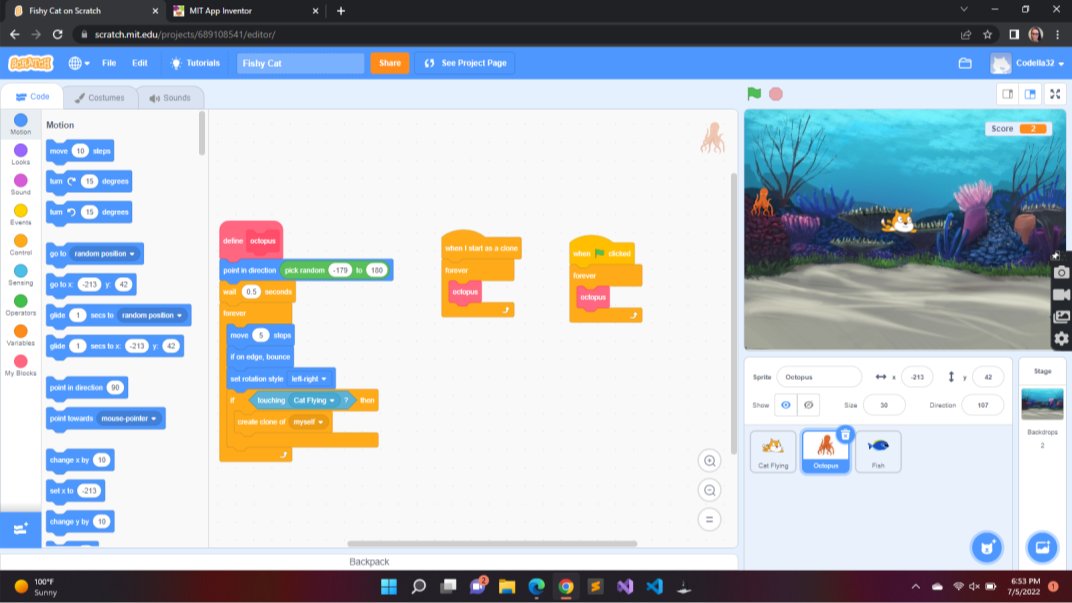 Fishy Cat on Scratch
MIT App Inventor
scratch.mit.edu/projects/689108541/editor/
SCRATCH
File
Edit
Tutorials
Fishy Cat
Share
See Project Page
Codella32
Code
Costumes
Sounds
Motion
Looks
Sound
Events
Control
Sensing
Operators
Variables
My Blocks
Motion
move 10 steps
turn 15 degrees
turn 15 degrees
go to random position
go to x: -213 y: 42
glide 1 secs to random position
glide 1 secs to x: -213 y: 42
point in direction 90
point towards mouse-pointer
change x by 10
set x to -213
change y by 10
define octopus
point in direction pick random -179 to 180
wait 0.5 seconds
forever
move 5 steps
if on edge, bounce
set rotation style left-right
if touching Cat Flying ? then
create clone of myself
when I start as a clone
forever
octopus
when clicked
forever
octopus
Backpack
Score 2
Sprite Octopus x -213 y 42
Show Size 30 Direction 107
Cat Flying
Octopus
Fish
Stage
Backdrops
2
100°F
Sunny
2
6:53 PM
7/5/2022
1